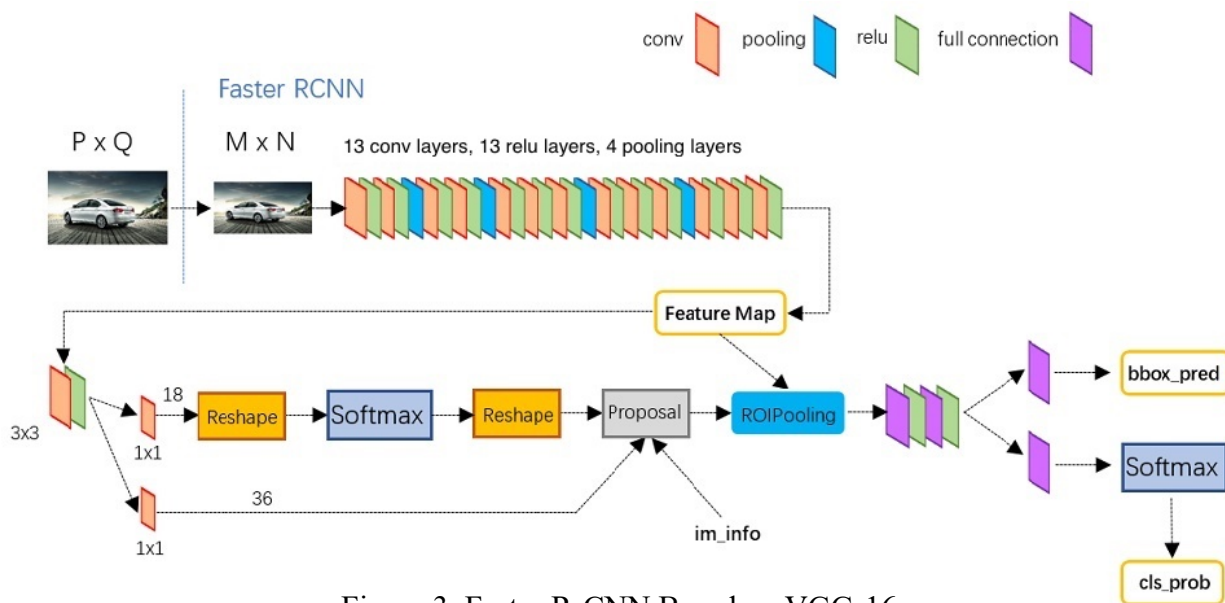 conv pooling relu full connection
Faster RCNN
P x Q
M x N
13 conv layers, 13 relu layers, 4 pooling layers
Feature Map
3x3
18
1x1
Reshape
Softmax
Reshape
Proposal
ROIPooling
bbox_pred
Softmax
36
1x1
im_info
cls_prob